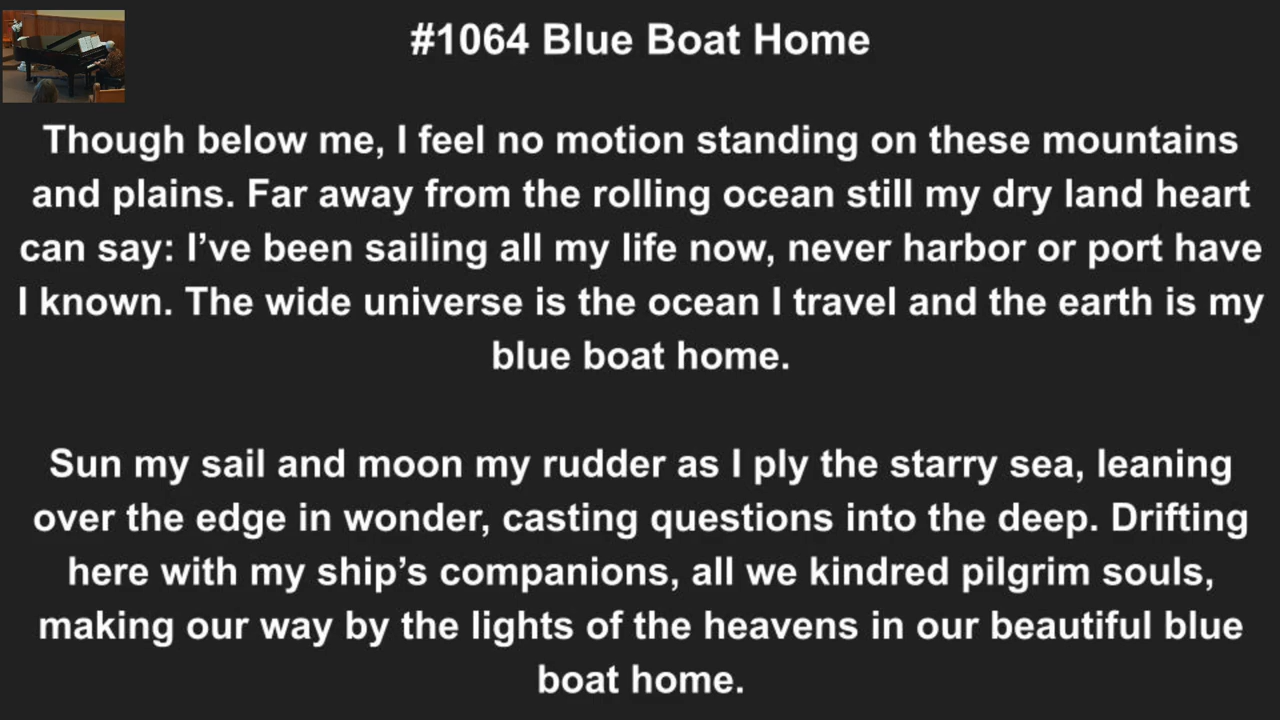 #1064 Blue Boat Home
Though below me, I feel no motion standing on these mountains
and plains. Far away from the rolling ocean still my dry land heart
can say: I’ve been sailing all my life now, never harbor or port have
I known. The wide universe is the ocean I travel and the earth is my
blue boat home.
Sun my sail and moon my rudder as I ply the starry sea, leaning
over the edge in wonder, casting questions into the deep. Drifting
here with my ship’s companions, all we kindred pilgrim souls,
making our way by the lights of the heavens in our beautiful blue
boat home.